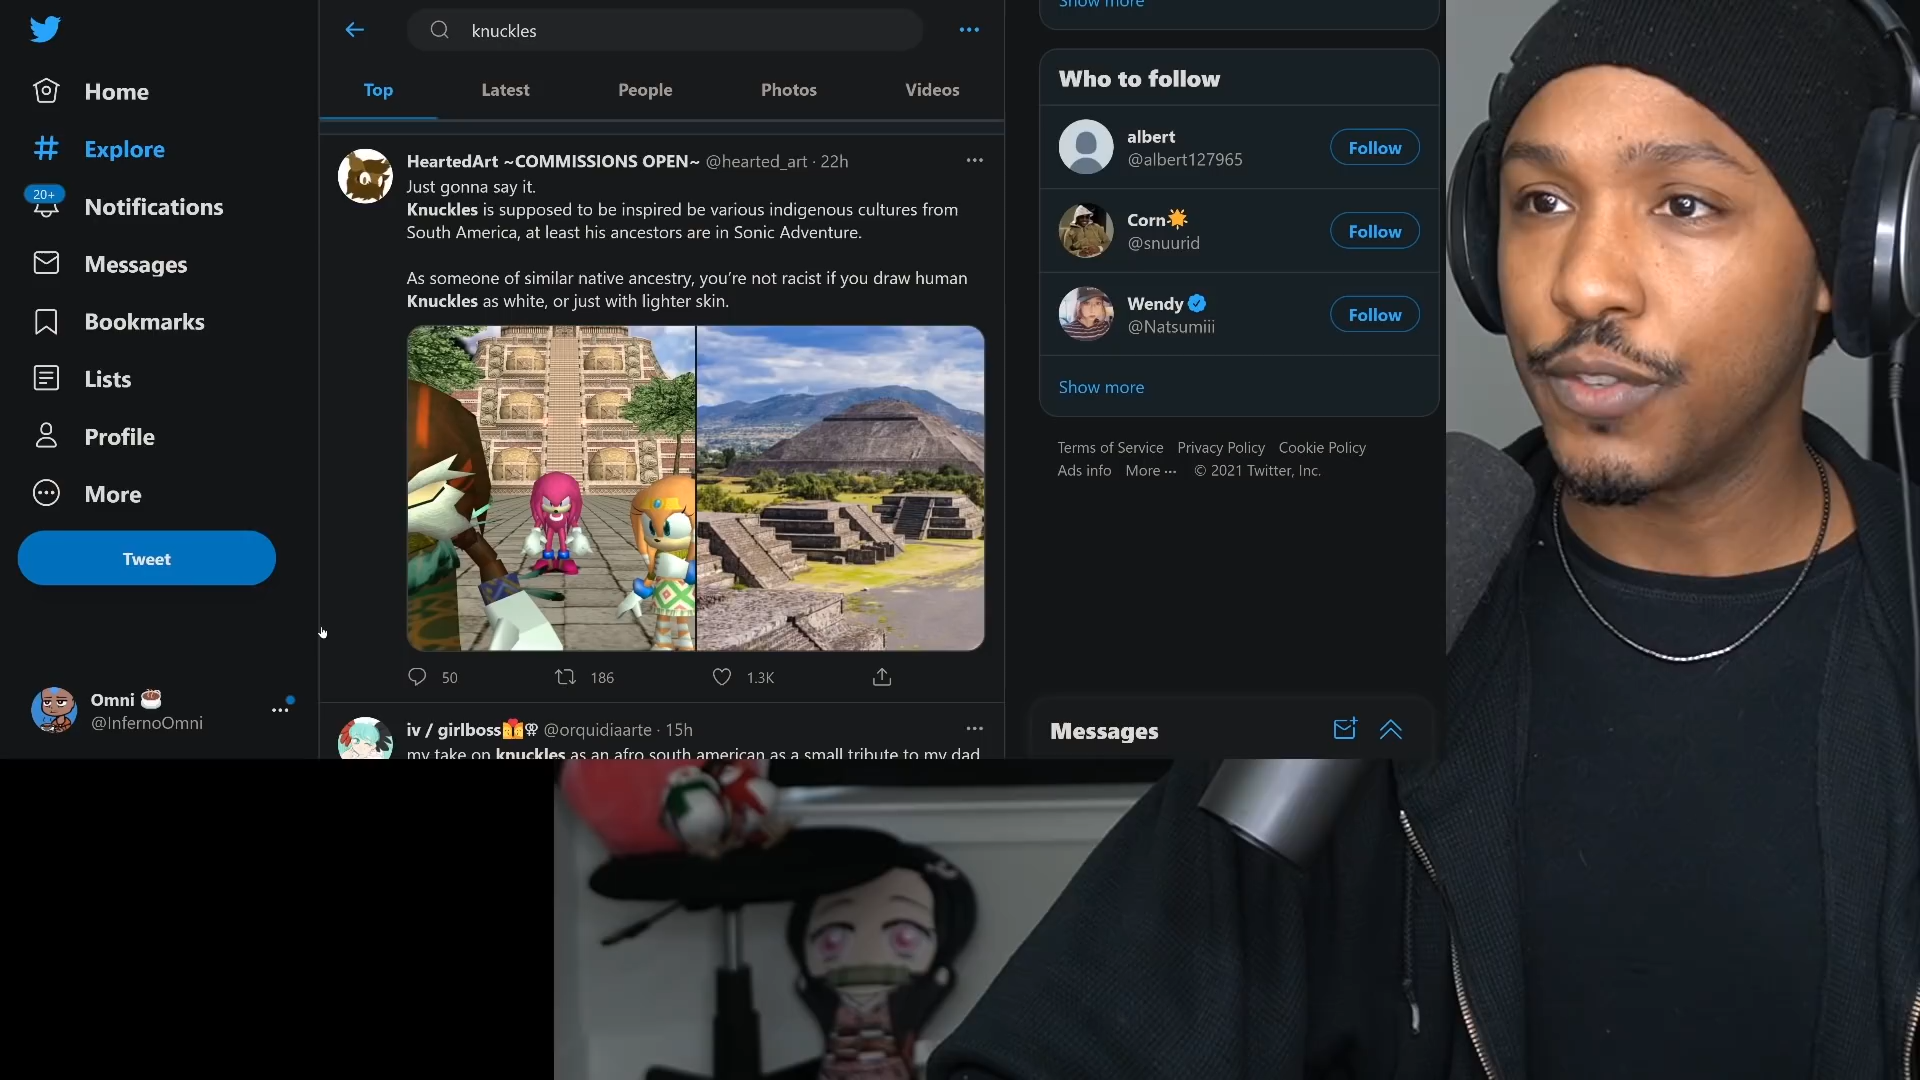 knuckles
Top Latest People Photos Videos
Home
Explore
20+
Notifications
Messages
Bookmarks
Lists
Profile
More
Tweet
Omni
@InfernoOmni
HeartedArt ~COMMISSIONS OPEN~ @hearted_art · 22h
Just gonna say it.
Knuckles is supposed to be inspired be various indigenous cultures from
South America, at least his ancestors are in Sonic Adventure.
As someone of similar native ancestry, you're not racist if you draw human
Knuckles as white, or just with lighter skin.
50 186 1.3K
iv / girlboss @orquidiaarte · 15h
my take on knuckles as an afro south american as a small tribute to my dad
Show more
Who to follow
albert
@albert127965
Follow
Corn
@snuurid
Follow
Wendy
@Natsumiii
Follow
Show more
Terms of Service Privacy Policy Cookie Policy
Ads info More ··· © 2021 Twitter, Inc.
Messages